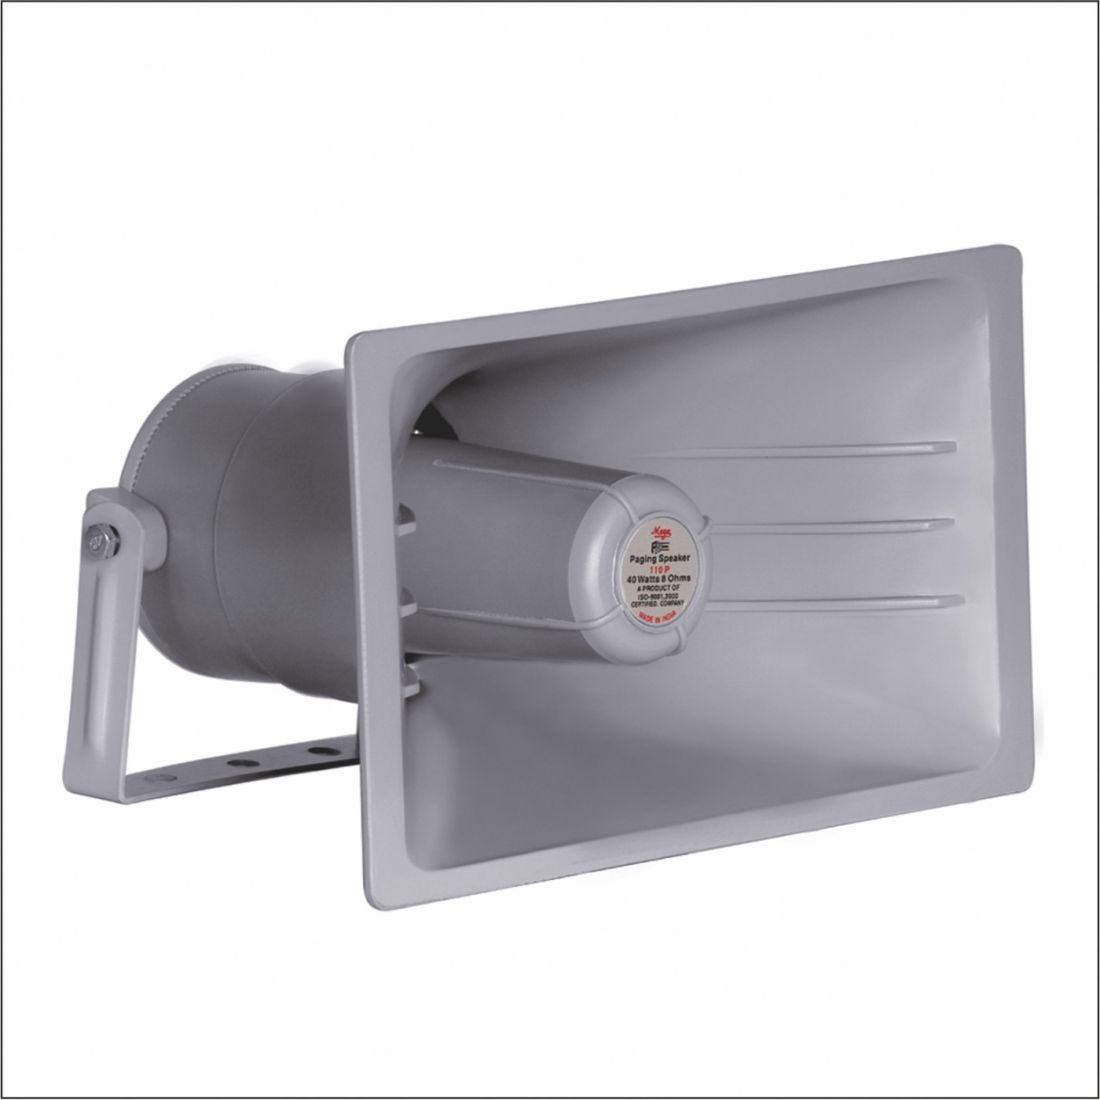 Mega
Paging Speaker
110 P
40 Watts 8 Ohms
A PRODUCT OF
ISO-9001,2000
CERTIFIED, COMPANY
MADE IN INDIA